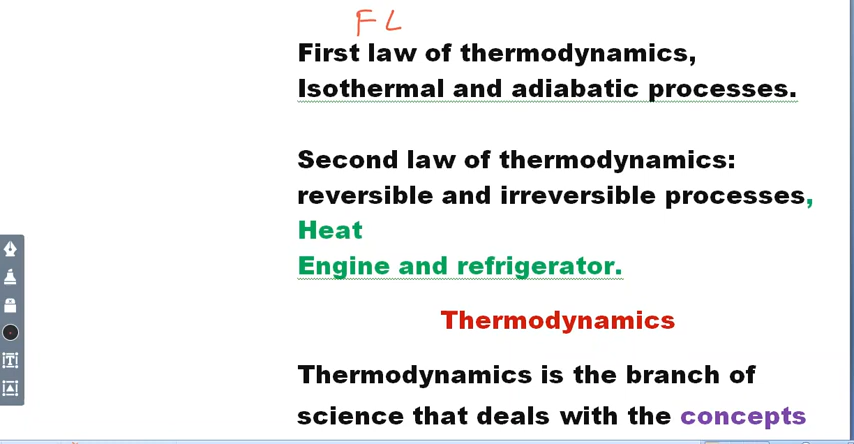 F L
First law of thermodynamics,
Isothermal and adiabatic processes.
Second law of thermodynamics:
reversible and irreversible processes,
Heat
Engine and refrigerator.
Thermodynamics
Thermodynamics is the branch of
science that deals with the concepts